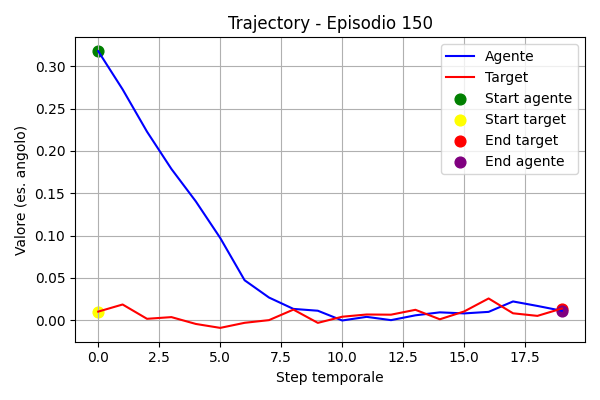 Trajectory - Episodio 150
Valore (es. angolo)
0.30
0.25
0.20
0.15
0.10
0.05
0.00
Agente
Target
Start agente
Start target
End target
End agente
0.0 2.5 5.0 7.5 10.0 12.5 15.0 17.5
Step temporale